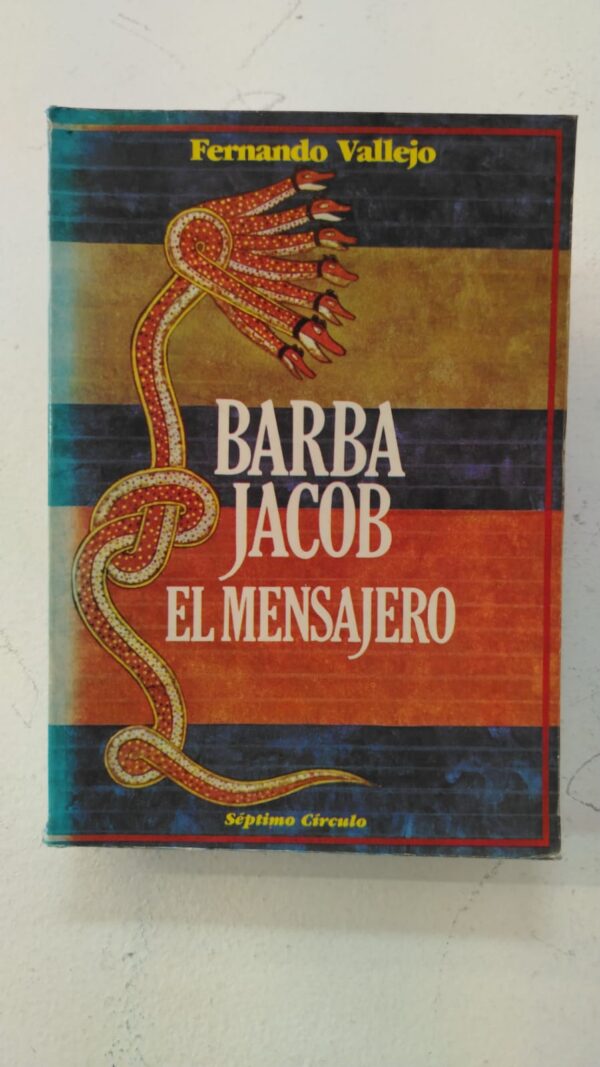 Fernando Vallejo
BARBA
JACOB
EL MENSAJERO
Séptimo Círculo